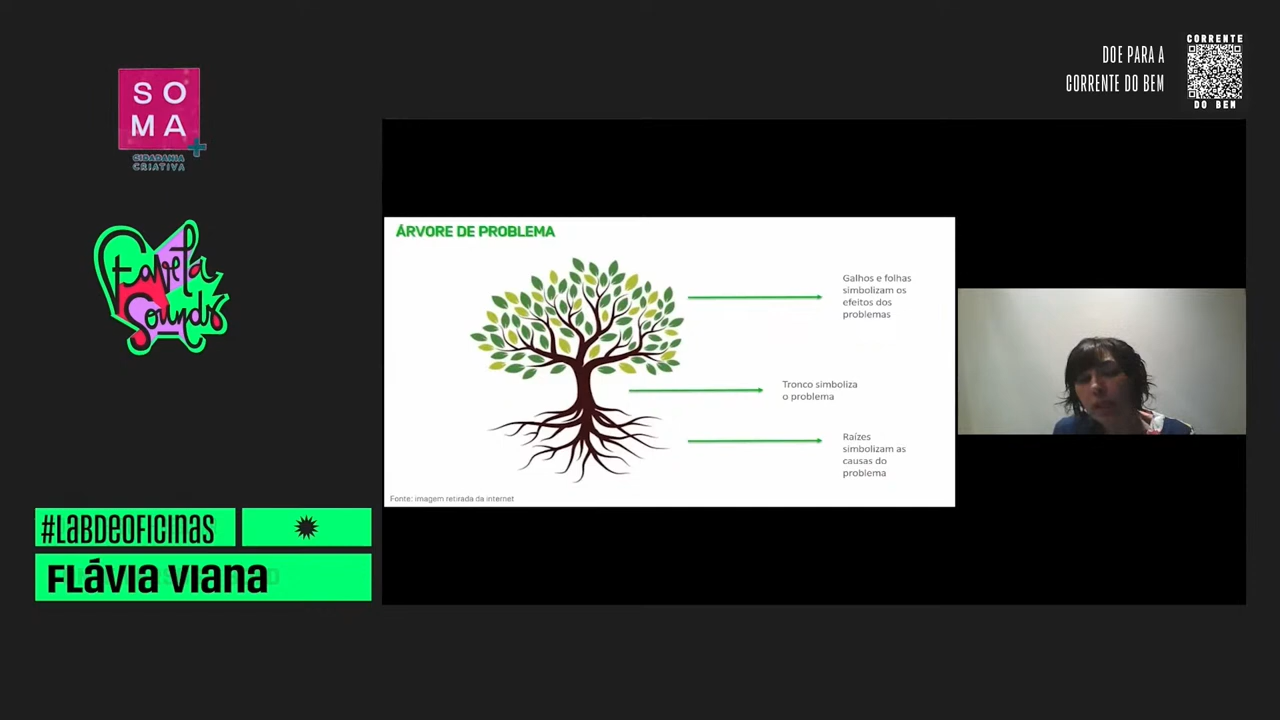 SO
MA
CIDADANIA
CRIATIVA
Favela
Sounds
DOE PARA A
CORRENTE DO BEM
CORRENTE
DO BEM
ÁRVORE DE PROBLEMA
Galhos e folhas
simbolizam os
efeitos dos
problemas
Tronco simboliza
o problema
Raízes
simbolizam as
causas do
problema
Fonte: imagem retirada da internet
#LABDEOFICINAS
FLÁVIA VIANA